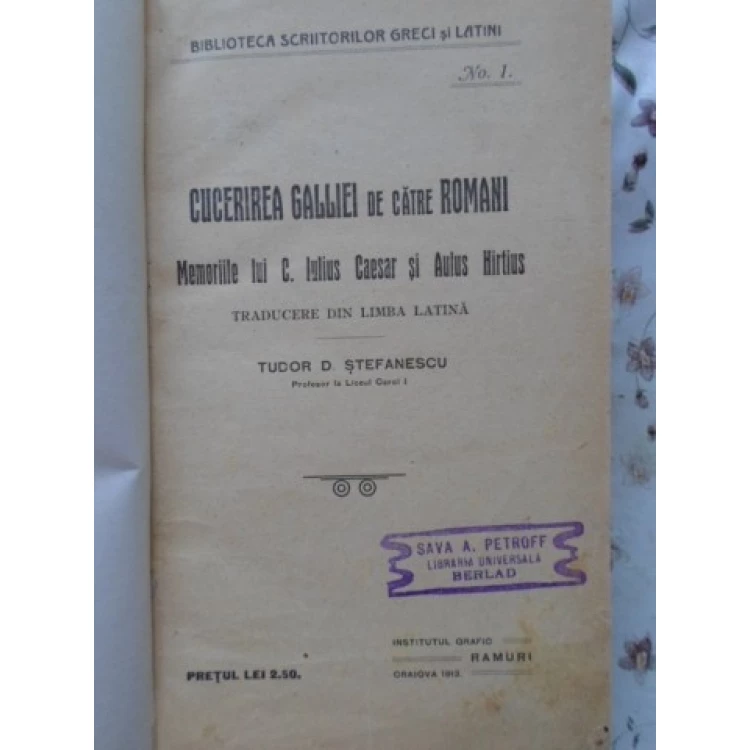 BIBLIOTECA SCRIITORILOR GRECI și LATINI
No. 1.
CUCERIREA GALLIEI DE CĂTRE ROMANI
Memoriile lui C. Iulius Caesar și Aulus Hirtius
TRADUCERE DIN LIMBA LATINĂ
TUDOR D. ȘTEFANESCU
Profesor la Liceul Carol I
SAVA A. PETROFF
LIBRARIA UNIVERSALA
BERLAD
INSTITUTUL GRAFIC
RAMURI
PREȚUL LEI 2.50.
CRAIOVA 1912.